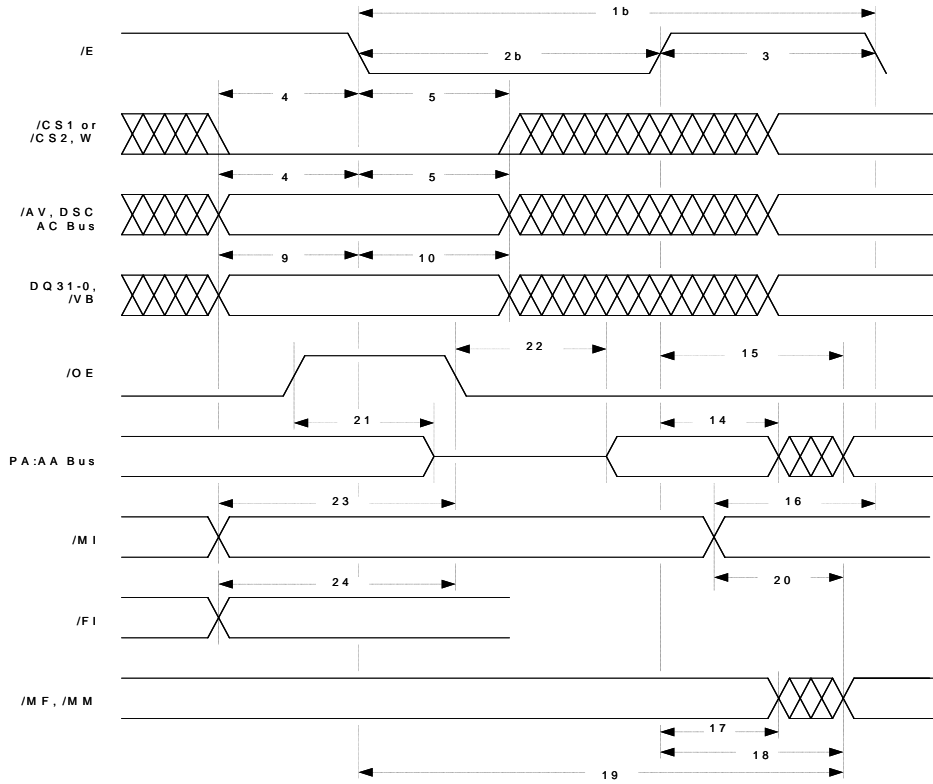 1b
/E
2b
3
4
5
/CS1 or
/CS2, W
4
5
/AV, DSC
AC Bus
9
10
DQ31-0,
/VB
22
15
/OE
21
14
PA:AA Bus
23
16
/MI
24
20
/FI
/MF, /MM
17
18
19